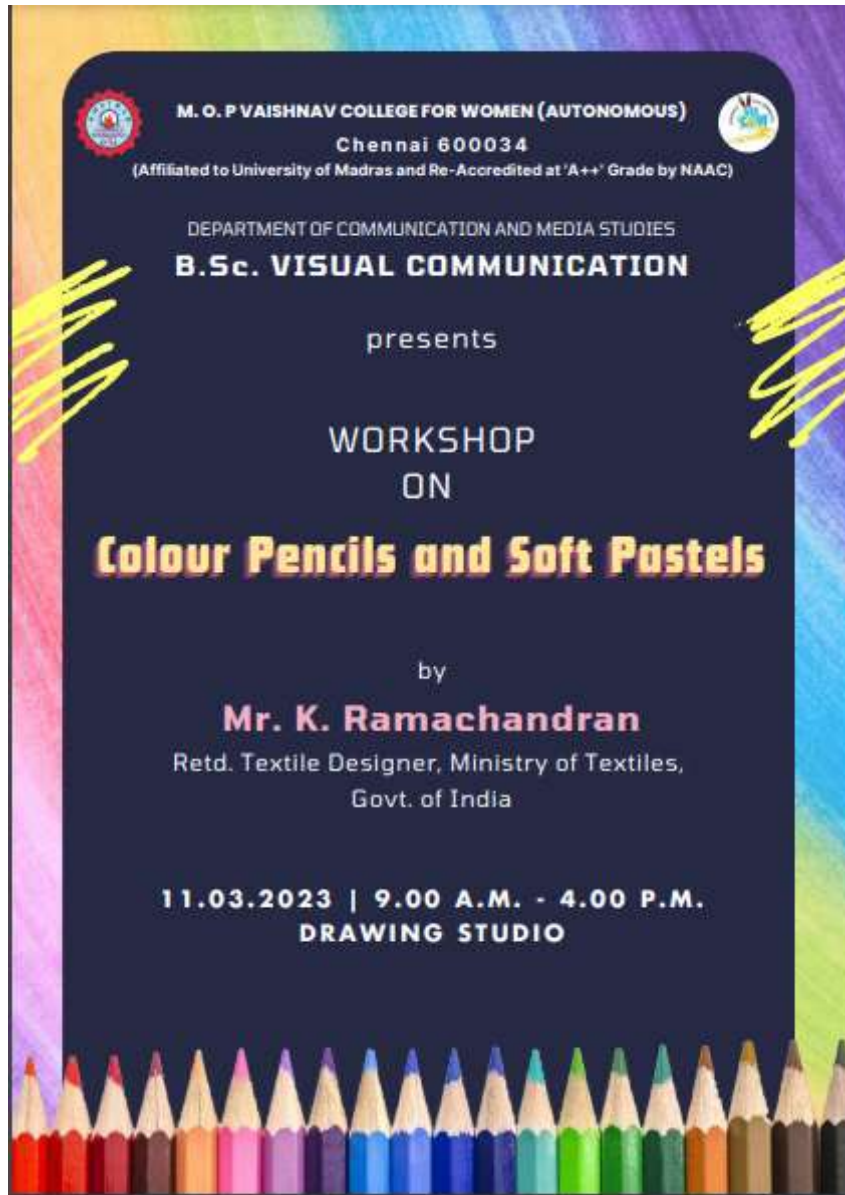 M. O. P VAISHNAV COLLEGE FOR WOMEN (AUTONOMOUS)
Chennai 600034
(Affiliated to University of Madras and Re-Accredited at 'A++' Grade by NAAC)
DEPARTMENT OF COMMUNICATION AND MEDIA STUDIES
B.Sc. VISUAL COMMUNICATION
presents
WORKSHOP
ON
Colour Pencils and Soft Pastels
by
Mr. K. Ramachandran
Retd. Textile Designer, Ministry of Textiles,
Govt. of India
11.03.2023 | 9.00 A.M. - 4.00 P.M.
DRAWING STUDIO